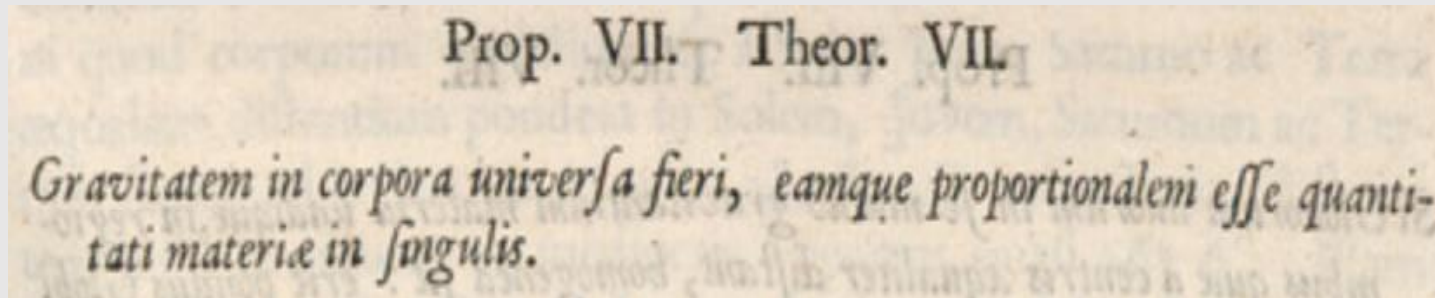 Prop. VII. Theor. VII.
Gravitatem in corpora universa fieri, eamque proportionalem esse quanti-
tati materiæ in singulis.